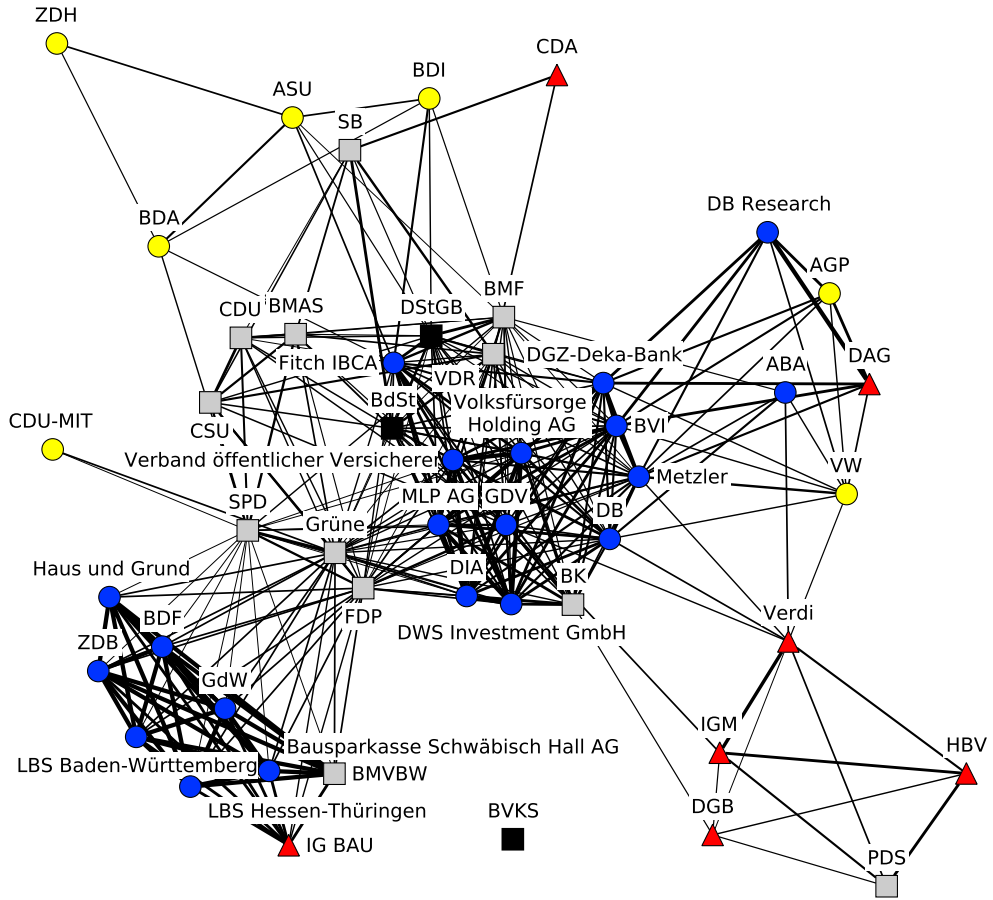 ZDH
CDA
BDI
ASU
SB
DB Research
BDA
AGP
BMF
CDU
BMAS
DStGB
DGZ-Deka-Bank
DAG
Fitch IBCA
ABA
VDR
BdSt
Volksfürsorge
Holding AG
CDU-MIT
CSU
BVI
Verband öffentlicher Versicherer
VW
Metzler
SPD
MLP AG
GDV
DB
Grüne
Haus und Grund
DIA
BK
BDF
FDP
Verdi
DWS Investment GmbH
ZDB
GdW
IGM
Bausparkasse Schwäbisch Hall AG
HBV
LBS Baden-Württemberg
BMVBW
LBS Hessen-Thüringen
BVKS
DGB
IG BAU
PDS